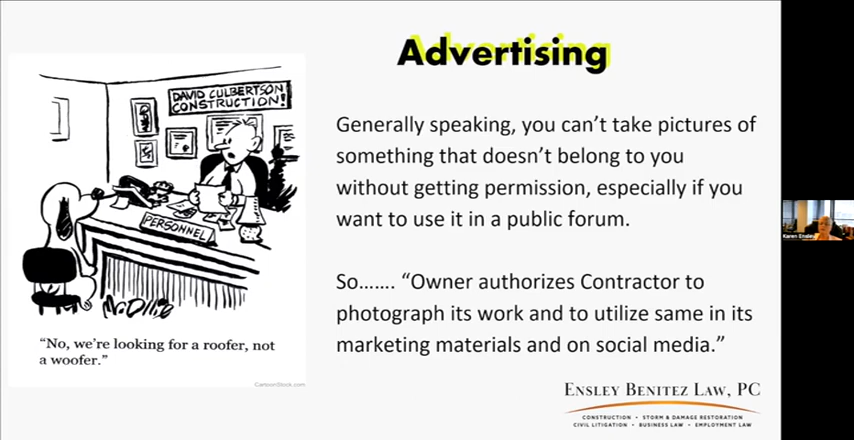 Advertising
DAVID CULBERTSON
CONSTRUCTION!
PERSONNEL
"No, we're looking for a roofer, not
a woofer."
CartoonStock.com
Generally speaking, you can't take pictures of
something that doesn't belong to you
without getting permission, especially if you
want to use it in a public forum.
So……. "Owner authorizes Contractor to
photograph its work and to utilize same in its
marketing materials and on social media."
ENSLEY BENITEZ LAW, PC
CONSTRUCTION • STORM & DAMAGE RESTORATION
CIVIL LITIGATION • BUSINESS LAW • EMPLOYMENT LAW
Karen Ensley